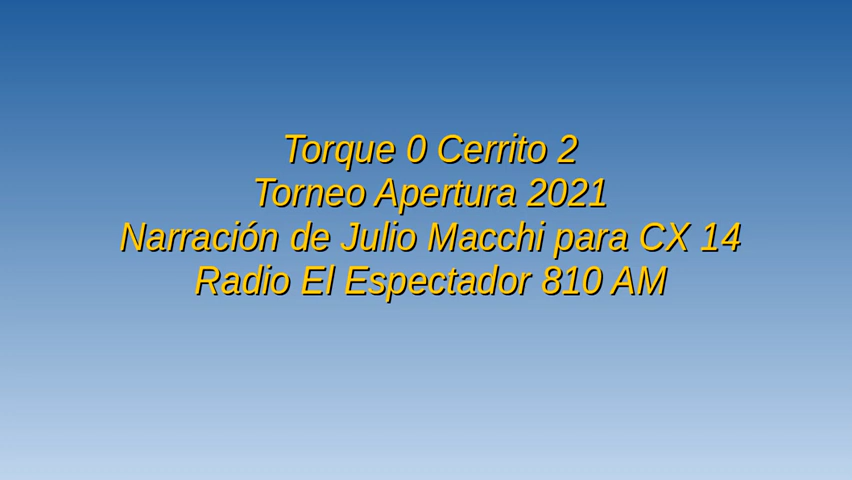 Torque 0 Cerrito 2
Torneo Apertura 2021
Narración de Julio Macchi para CX 14
Radio El Espectador 810 AM